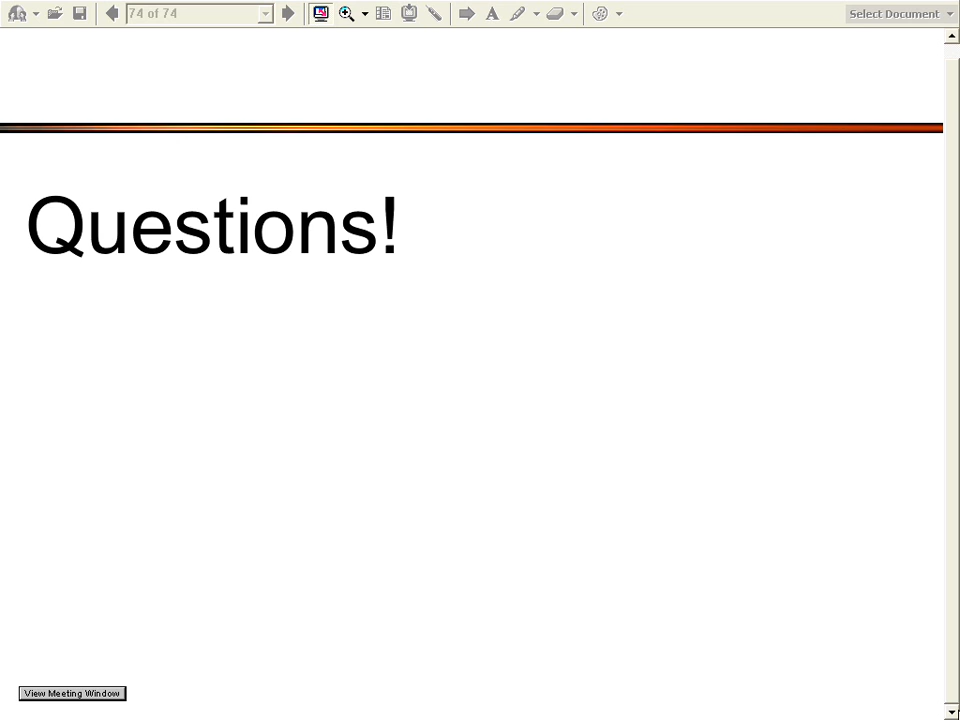 74 of 74
A
Select Document
Questions!
View Meeting Window